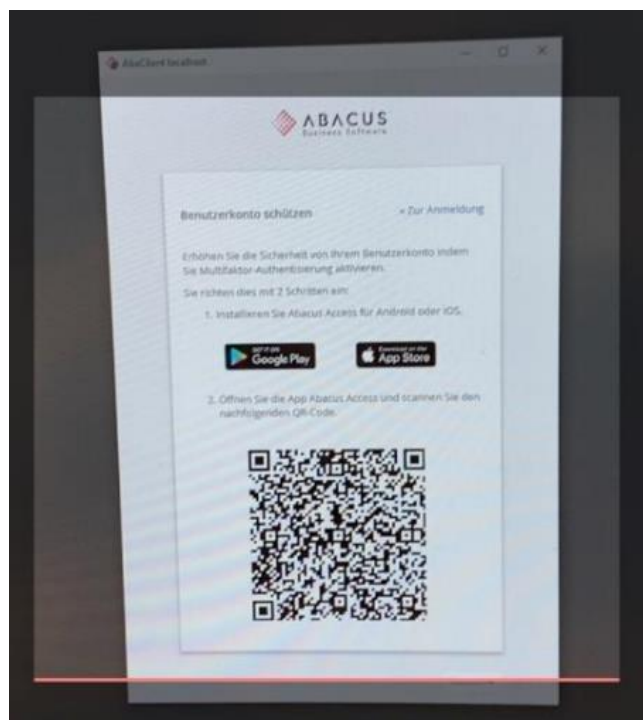 AbaClient localhost
ABACUS
Business Software
Benutzerkonto schützen
« Zur Anmeldung
Erhöhen Sie die Sicherheit von Ihrem Benutzerkonto indem
Sie Multifaktor-Authentisierung aktivieren.
Sie richten dies mit 2 Schritten ein:
1. Installieren Sie Abacus Access für Android oder iOS.
GET IT ON
Google Play
Download on the
App Store
2. Öffnen Sie die App Abacus Access und scannen Sie den
nachfolgenden QR-Code.